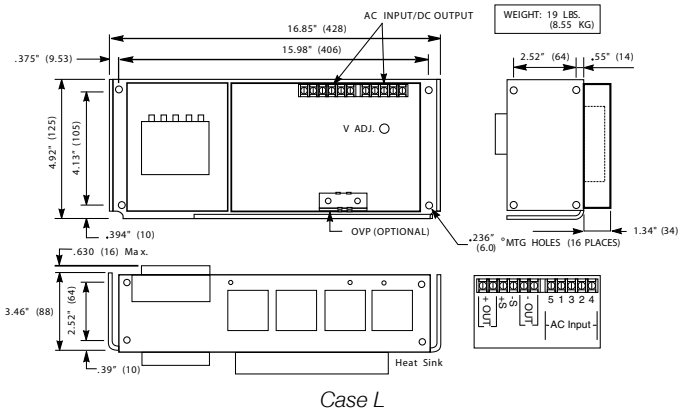 AC INPUT/DC OUTPUT
WEIGHT: 19 LBS.
(8.55 KG)
16.85" (428)
15.98" (406)
.375" (9.53)
2.52" (64)
.55" (14)
4.92" (125)
4.13" (105)
V ADJ.
.394" (10)
OVP (OPTIONAL)
.236" MTG HOLES (16 PLACES)
(6.0)
1.34" (34)
.630 (16) Max.
3.46" (88)
2.52" (64)
.39" (10)
Heat Sink
+ OUT
+S
-S
- OUT
5 1 3 2 4
AC Input
Case L